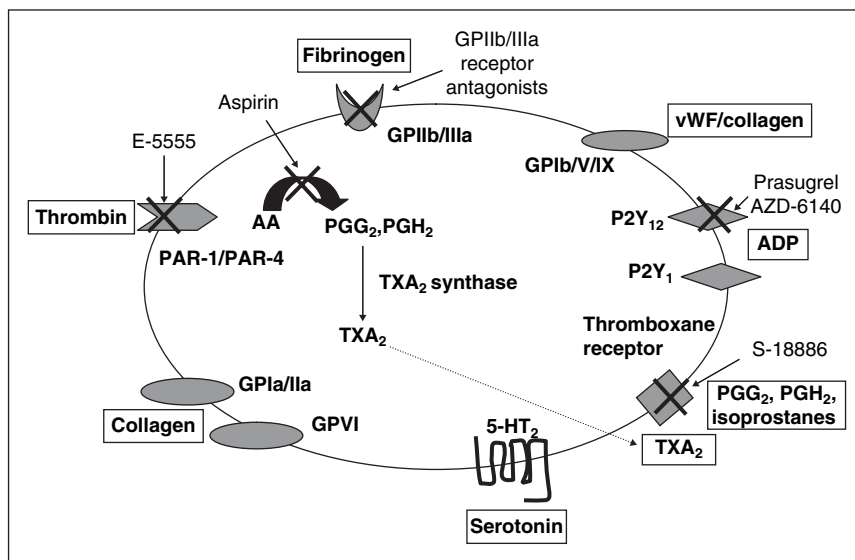 GPIIb/IIIa
receptor
antagonists
Fibrinogen
Aspirin
GPIIb/IIIa
vWF/collagen
GPIb/V/IX
E-5555
Thrombin
PAR-1/PAR-4
AA
PGG₂,PGH₂
P2Y₁₂
Prasugrel
AZD-6140
ADP
P2Y₁
TXA₂ synthase
TXA₂
Thromboxane
receptor
S-18886
PGG₂, PGH₂,
isoprostanes
TXA₂
GPIa/IIa
Collagen
GPVI
5-HT₂
Serotonin